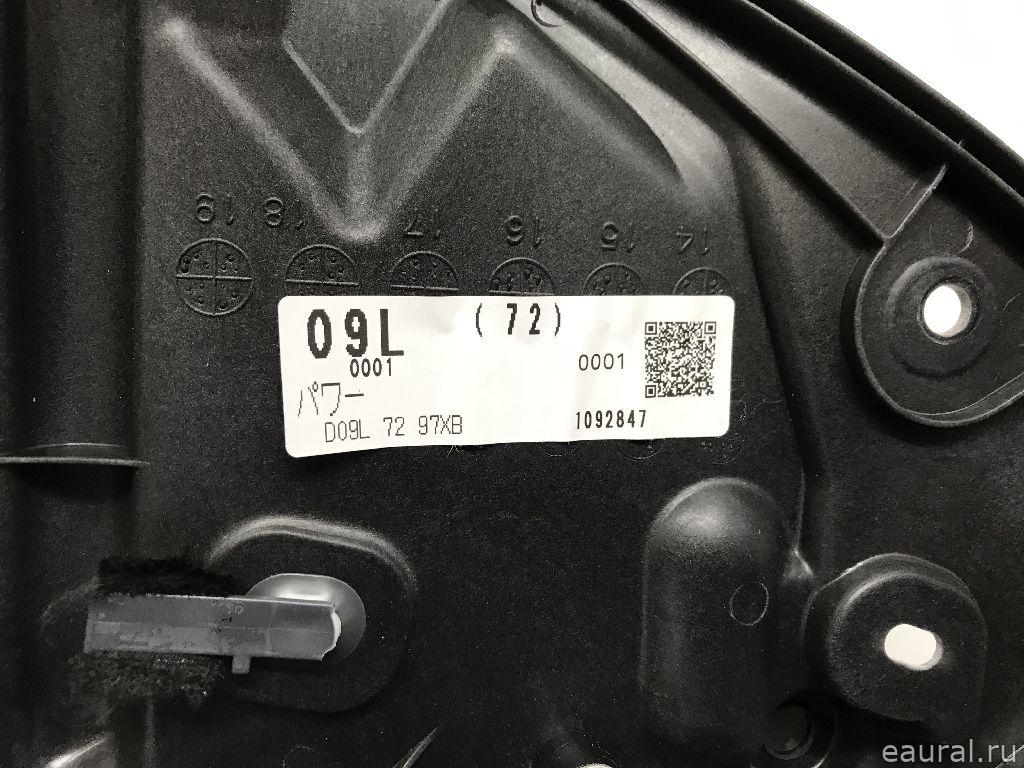 19 18 17 16 15 14
09L (72)
0001 0001
パワー
D09L 72 97XB 1092847
eaural.ru